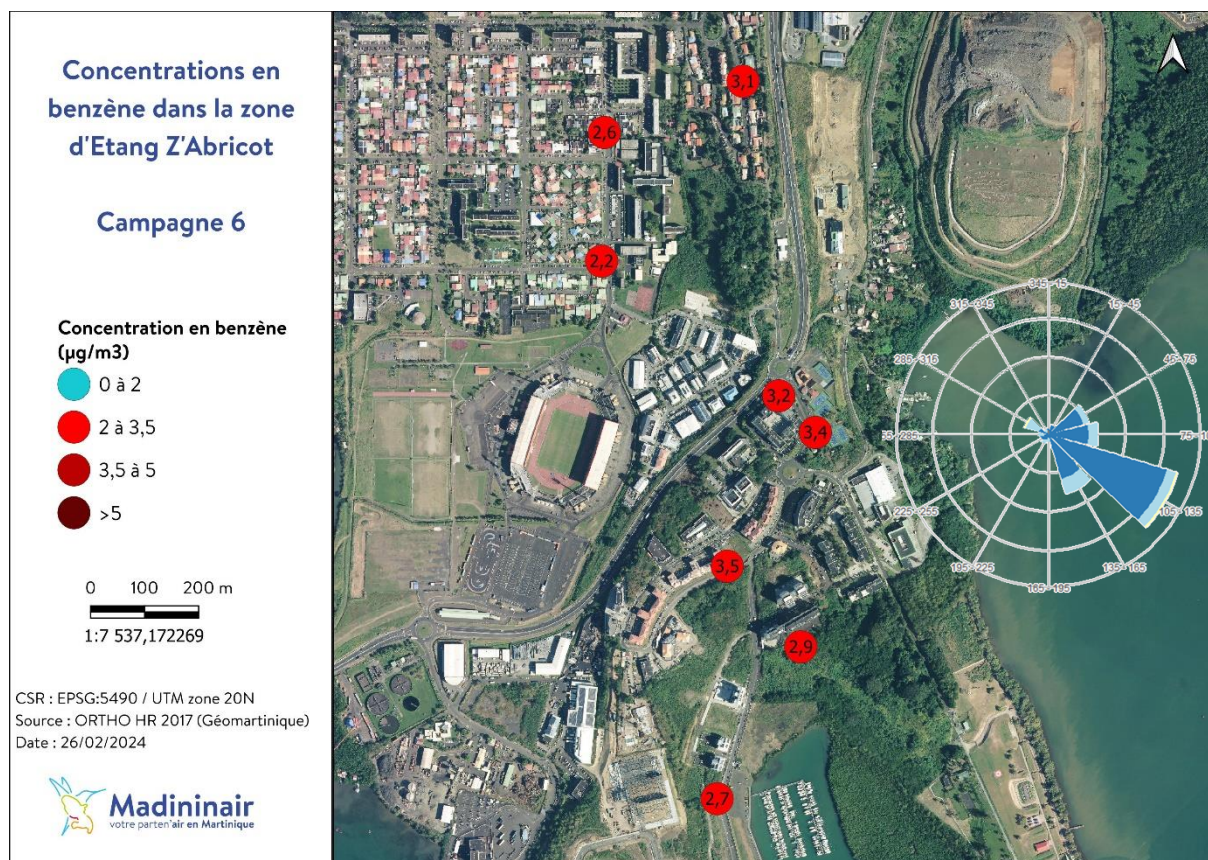 Concentrations en
benzène dans la zone
d'Etang Z'Abricot
Campagne 6
Concentration en benzène
(µg/m3)
0 à 2
2 à 3,5
3,5 à 5
>5
0 100 200 m
1:7 537,172269
CSR : EPSG:5490 / UTM zone 20N
Source : ORTHO HR 2017 (Géomartinique)
Date : 26/02/2024
Madininair
votre parten'air en Martinique
3,1
2,6
2,2
3,2
3,4
3,5
2,9
2,7
345 - 15
315 - 345
15 - 45
285 - 315
45 - 75
55 - 285
75 - 10
225 - 255
105 - 135
195 - 225
135 - 165
165 - 195